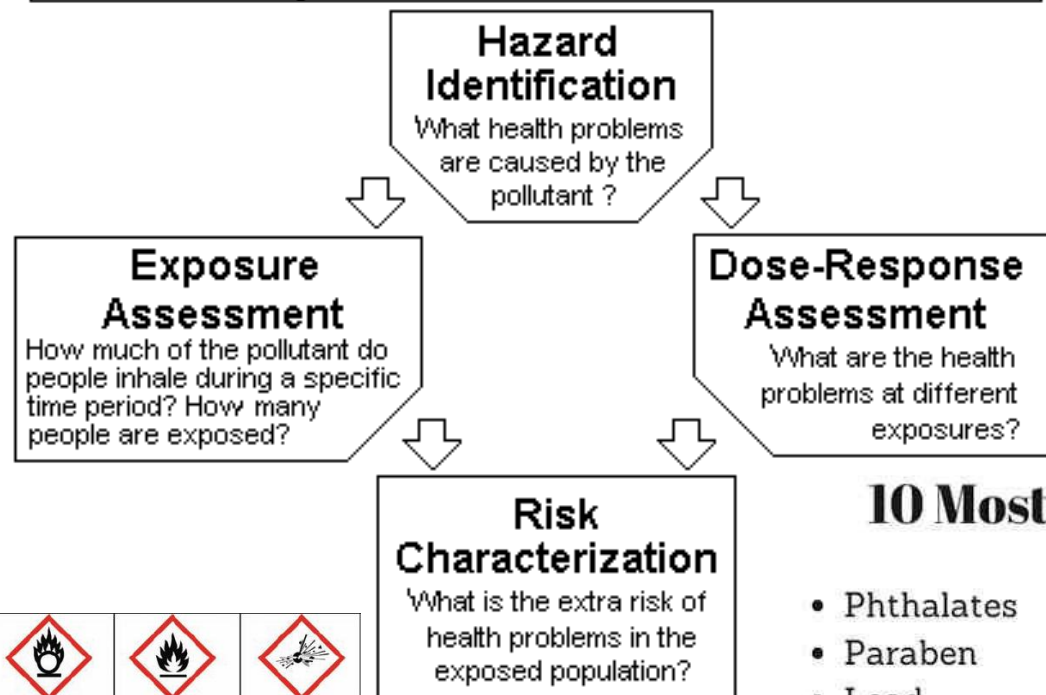 Hazard
Identification
What health problems
are caused by the
pollutant ?
Exposure
Assessment
How much of the pollutant do
people inhale during a specific
time period? How many
people are exposed?
Dose-Response
Assessment
What are the health
problems at different
exposures?
Risk
Characterization
What is the extra risk of
health problems in the
exposed population?
10 Most
• Phthalates
• Paraben